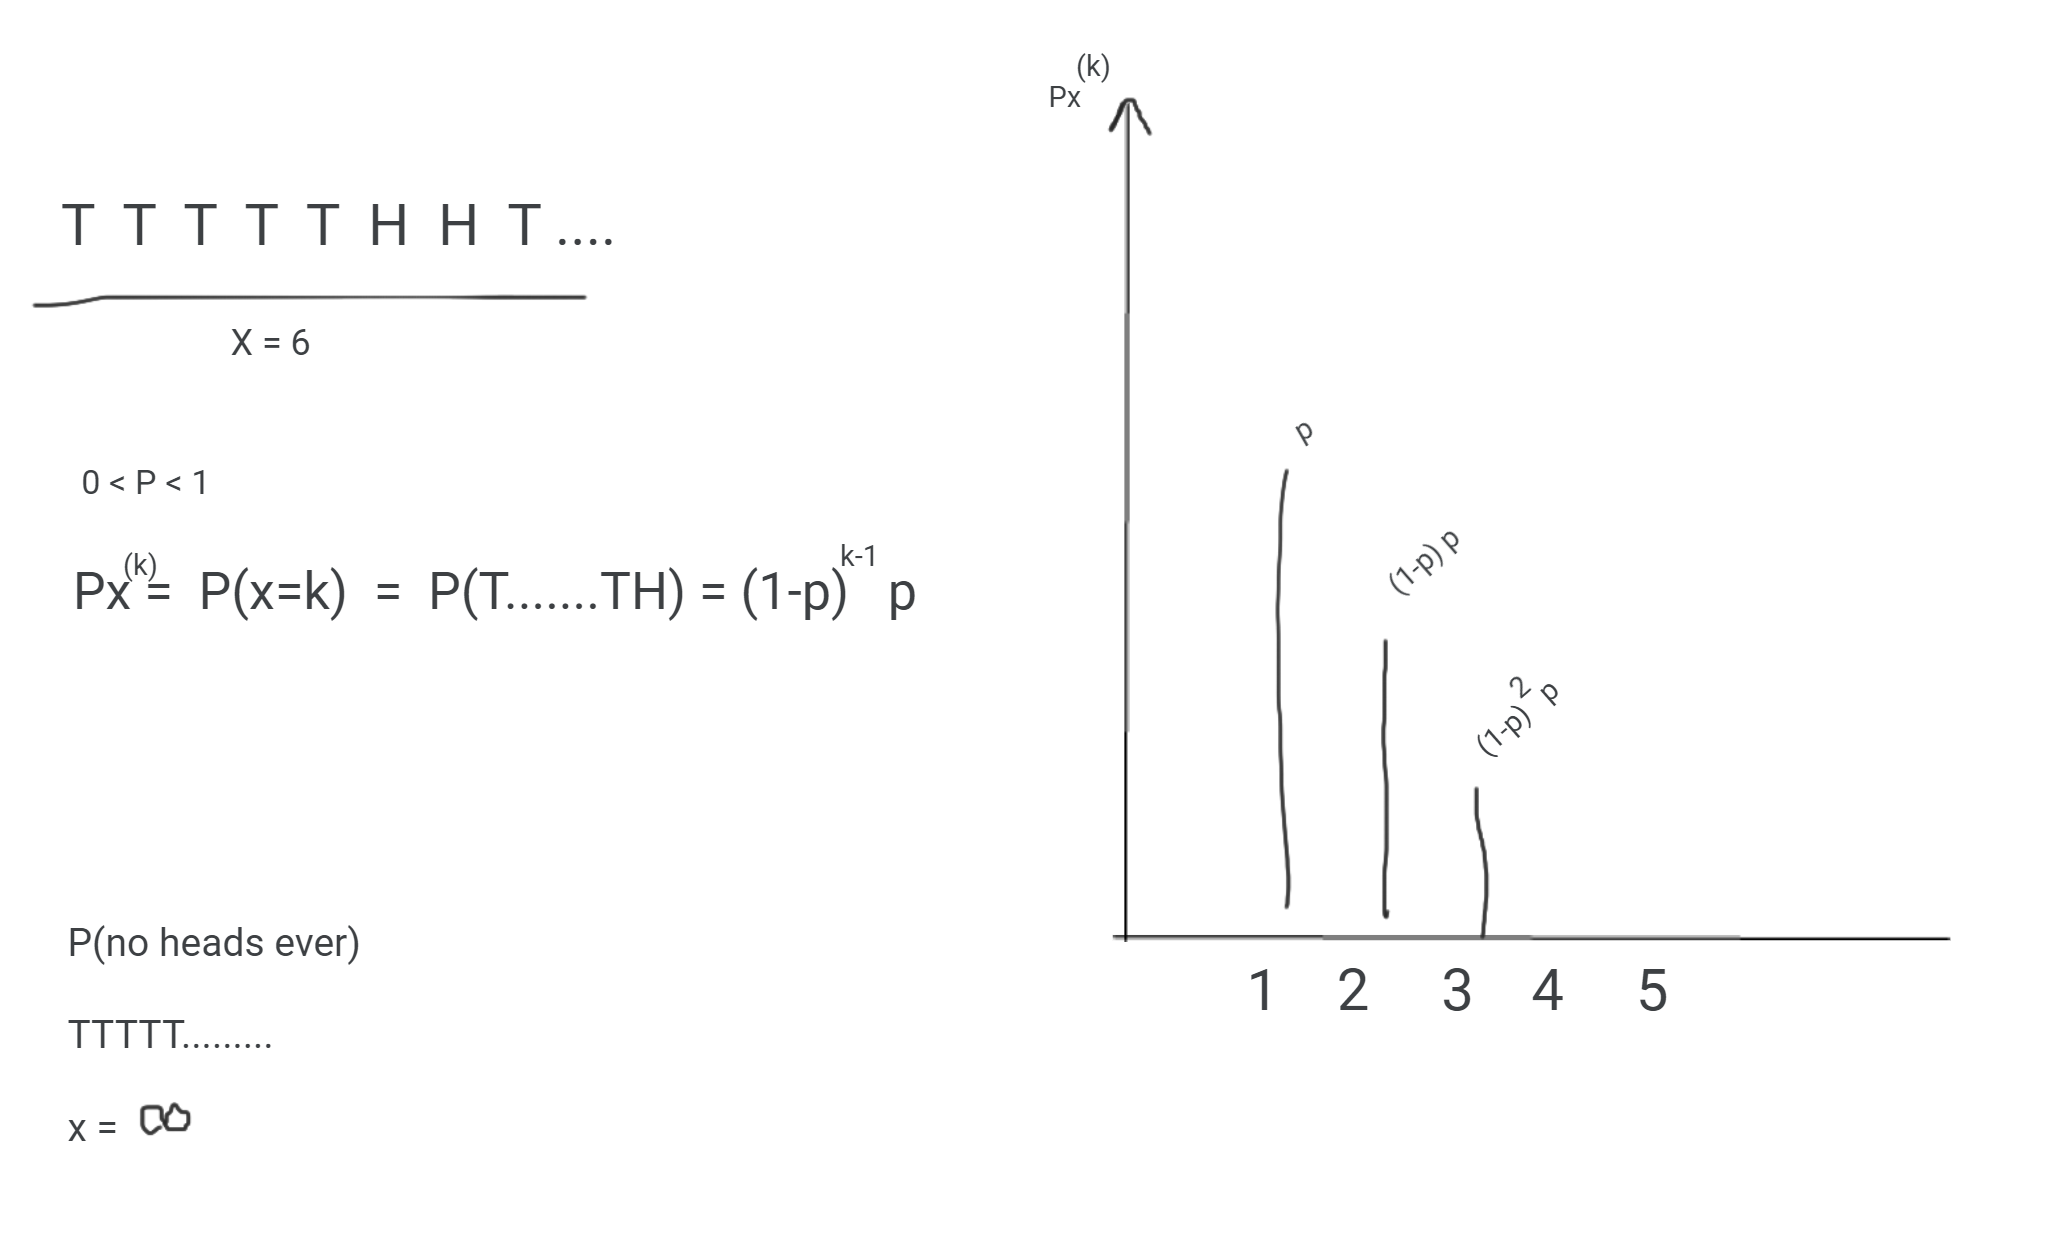 T T T T T H H T....
X = 6
0 < P < 1
Px(k) = P(x=k) = P(T.......TH) = (1-p)^k-1 p
P(no heads ever)
TTTTT.........
x = ∞
Px(k)
p
(1-p) p
(1-p)^2 p
1 2 3 4 5